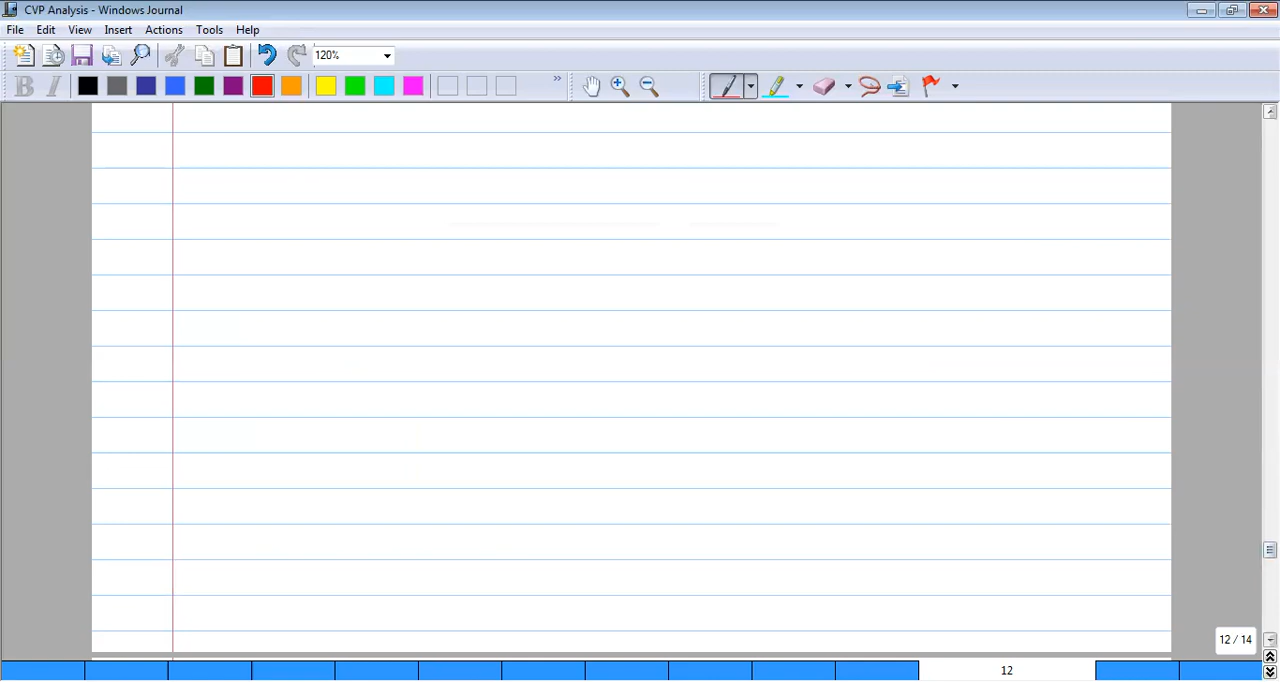 CVP Analysis - Windows Journal
File Edit View Insert Actions Tools Help
120%
B I
12 / 14
12